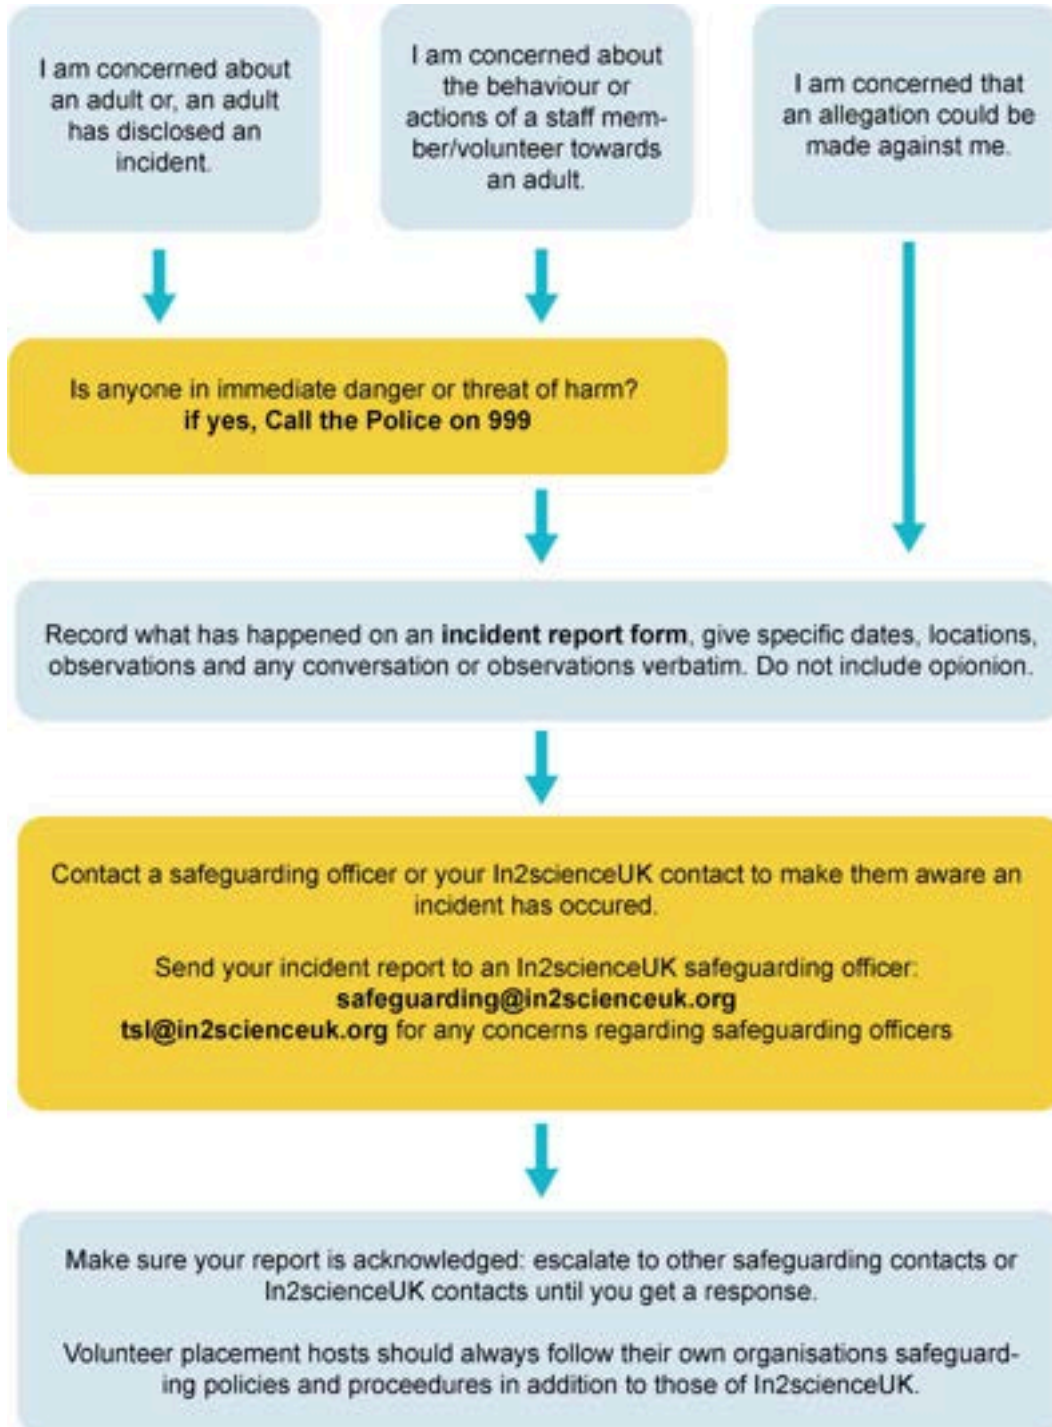 I am concerned about
an adult or, an adult
has disclosed an
incident.
I am concerned about
the behaviour or
actions of a staff mem-
ber/volunteer towards
an adult.
I am concerned that
an allegation could be
made against me.
Is anyone in immediate danger or threat of harm?
if yes, Call the Police on 999
Record what has happened on an incident report form, give specific dates, locations,
observations and any conversation or observations verbatim. Do not include opionion.
Contact a safeguarding officer or your In2scienceUK contact to make them aware an
incident has occured.
Send your incident report to an In2scienceUK safeguarding officer:
safeguarding@in2scienceuk.org
tsl@in2scienceuk.org for any concerns regarding safeguarding officers
Make sure your report is acknowledged: escalate to other safeguarding contacts or
In2scienceUK contacts until you get a response.
Volunteer placement hosts should always follow their own organisations safeguard-
ing policies and proceedures in addition to those of In2scienceUK.